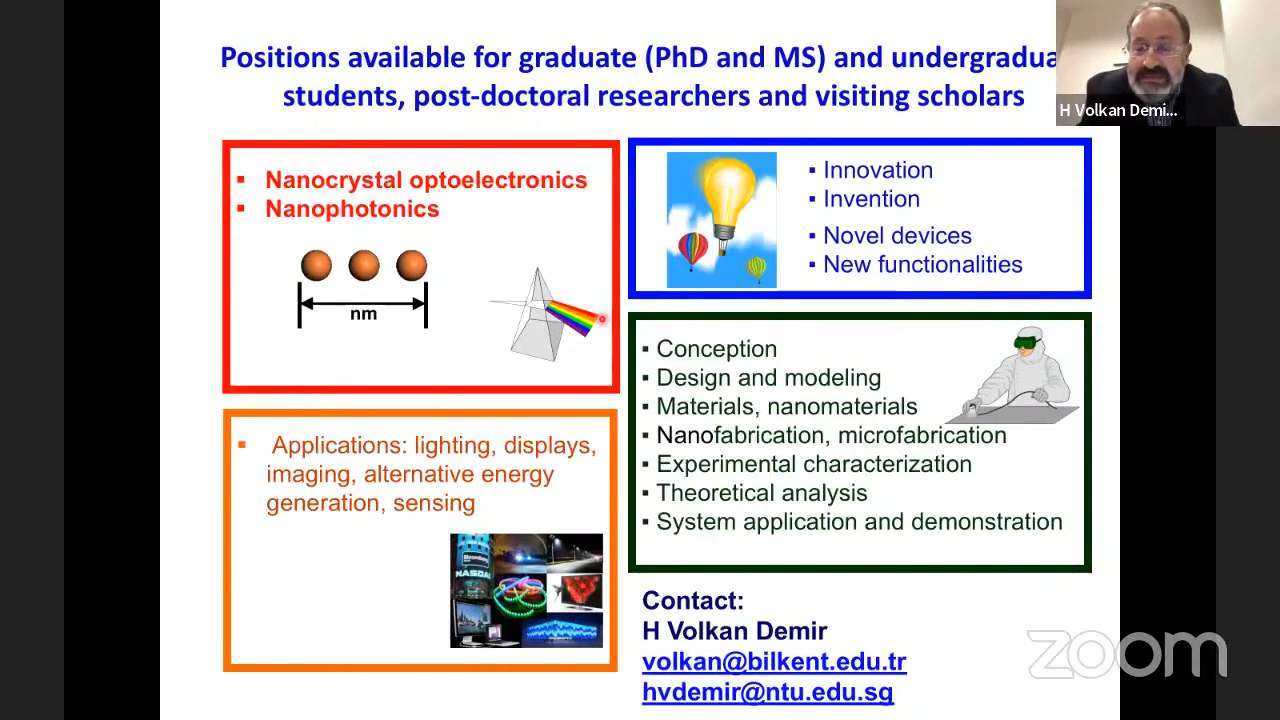 Positions available for graduate (PhD and MS) and undergradua
students, post-doctoral researchers and visiting scholars
H Volkan Demi...
▪ Nanocrystal optoelectronics
▪ Nanophotonics
nm
▪ Innovation
▪ Invention
▪ Novel devices
▪ New functionalities
▪ Conception
▪ Design and modeling
▪ Materials, nanomaterials
▪ Nanofabrication, microfabrication
▪ Experimental characterization
▪ Theoretical analysis
▪ System application and demonstration
▪ Applications: lighting, displays,
imaging, alternative energy
generation, sensing
Bloomberg
NASDA
Contact:
H Volkan Demir
volkan@bilkent.edu.tr
hvdemir@ntu.edu.sg
zoom